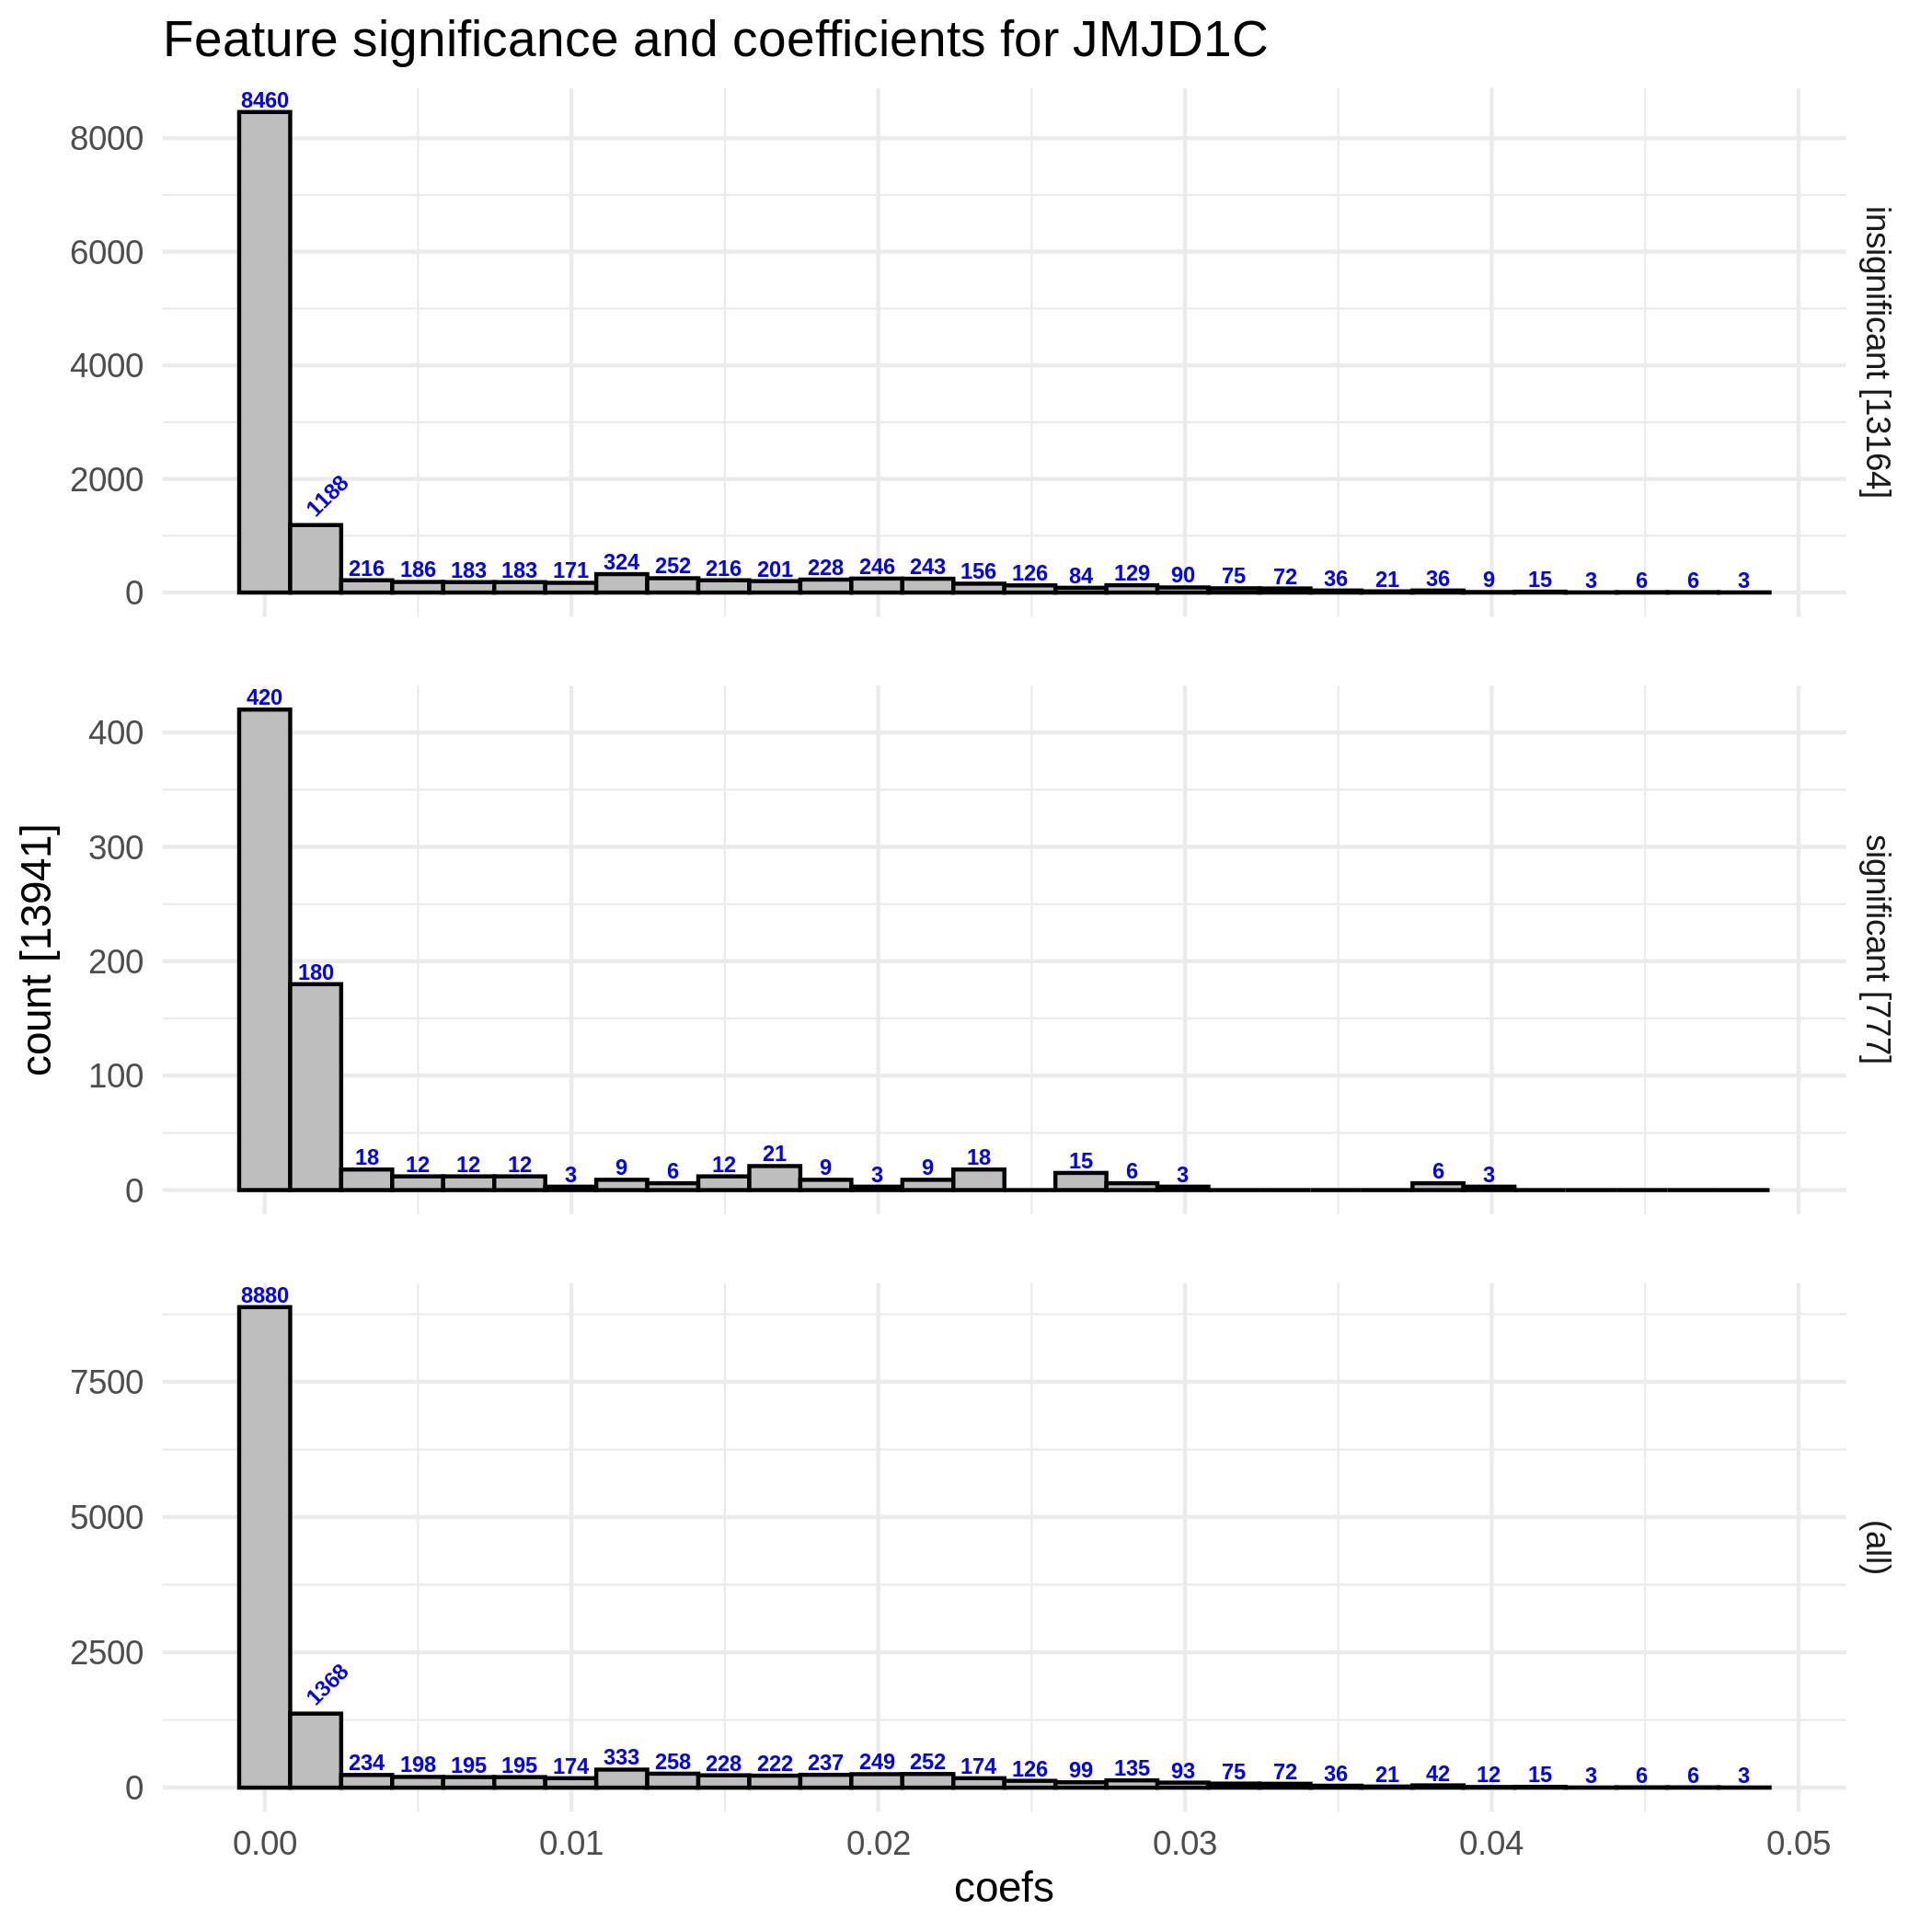 Feature significance and coefficients for JMJD1C
8460
8000
6000
4000
2000
0
1188
216 186 183 183 171 324 252 216 201 228 246 243 156 126 84 129 90 75 72 36 21 36 9 15 3 6 6 3
insignificant [13164]
420
400
300
200
100
0
180
18 12 12 12 3 9 6 12 21 9 3 9 18 15 6 3 6 3
significant [777]
count [13941]
8880
7500
5000
2500
0
1368
234 198 195 195 174 333 258 228 222 237 249 252 174 126 99 135 93 75 72 36 21 42 12 15 3 6 6 3
(all)
0.00 0.01 0.02 0.03 0.04 0.05
coefs